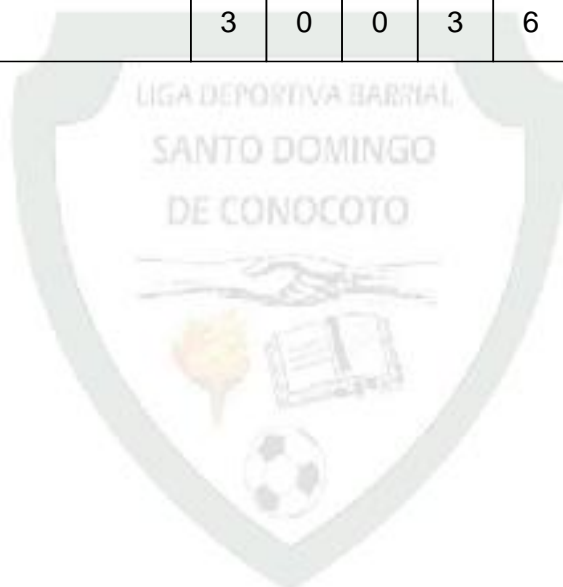 3 0 0 3 6
LIGA DEPORTIVA BARRIAL
SANTO DOMINGO
DE CONOCOTO